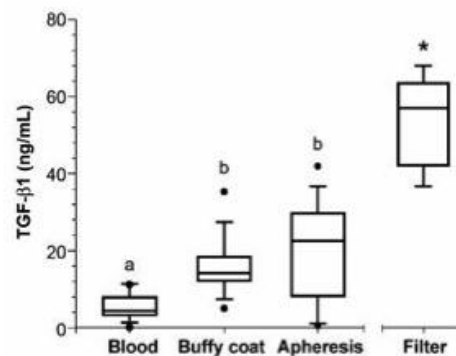 80
60
40
20
0
TGF-β1 (ng/mL)
a
b
b
*
Blood Buffy coat Apheresis Filter